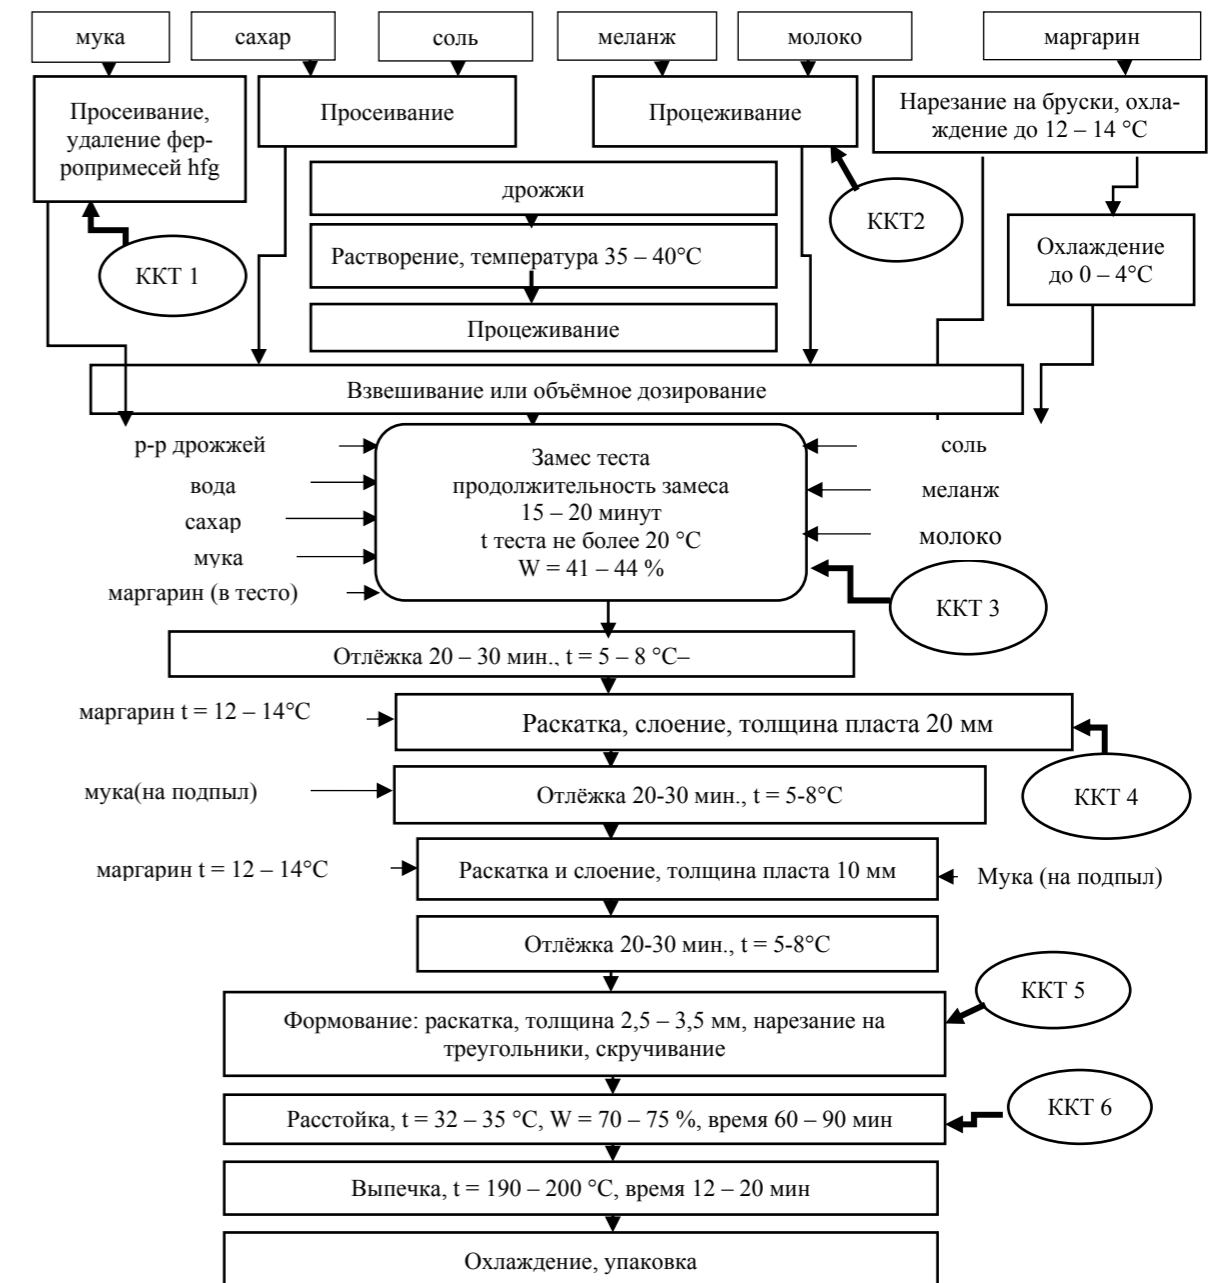 мука
сахар
соль
меланж
молоко
маргарин
Просеивание,
удаление фер-
ропримесей hfg
Просеивание
Процеживание
Нарезание на бруски, охла-
ждение до 12 – 14 °С
дрожжи
ККТ2
ККТ 1
Растворение, температура 35 – 40°С
Охлаждение
до 0 – 4°С
Процеживание
Взвешивание или объёмное дозирование
р-р дрожжей
вода
сахар
мука
маргарин (в тесто)
Замес теста
продолжительность замеса
15 – 20 минут
t теста не более 20 °С
W = 41 – 44 %
соль
меланж
молоко
ККТ 3
Отлёжка 20 – 30 мин., t = 5 – 8 °С–
маргарин t = 12 – 14°С
Раскатка, слоение, толщина пласта 20 мм
мука(на подпыл)
Отлёжка 20-30 мин., t = 5-8°С
ККТ 4
маргарин t = 12 – 14°С
Раскатка и слоение, толщина пласта 10 мм
Мука (на подпыл)
Отлёжка 20-30 мин., t = 5-8°С
ККТ 5
Формование: раскатка, толщина 2,5 – 3,5 мм, нарезание на
треугольники, скручивание
ККТ 6
Расстойка, t = 32 – 35 °С, W = 70 – 75 %, время 60 – 90 мин
Выпечка, t = 190 – 200 °С, время 12 – 20 мин
Охлаждение, упаковка